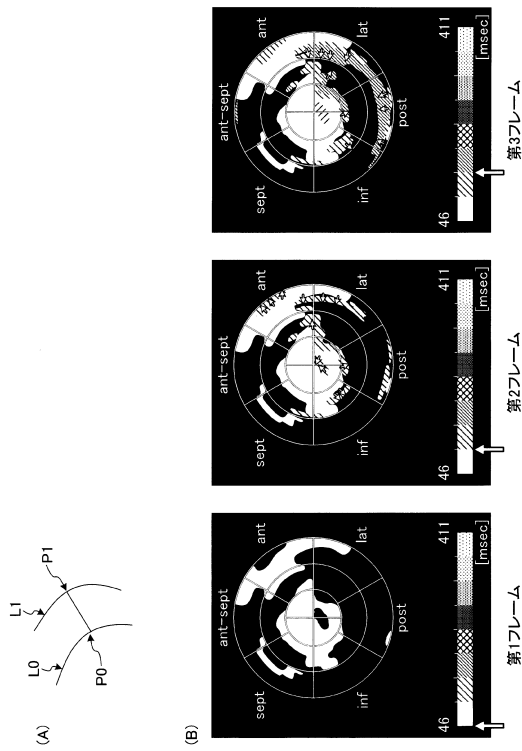 (A)
L0
L1
P0
P1
(B)
ant-sept
ant
sept
lat
inf
post
46
411
[msec]
第1フレーム
ant-sept
ant
sept
lat
inf
post
46
411
[msec]
第2フレーム
ant-sept
ant
sept
lat
inf
post
46
411
[msec]
第3フレーム